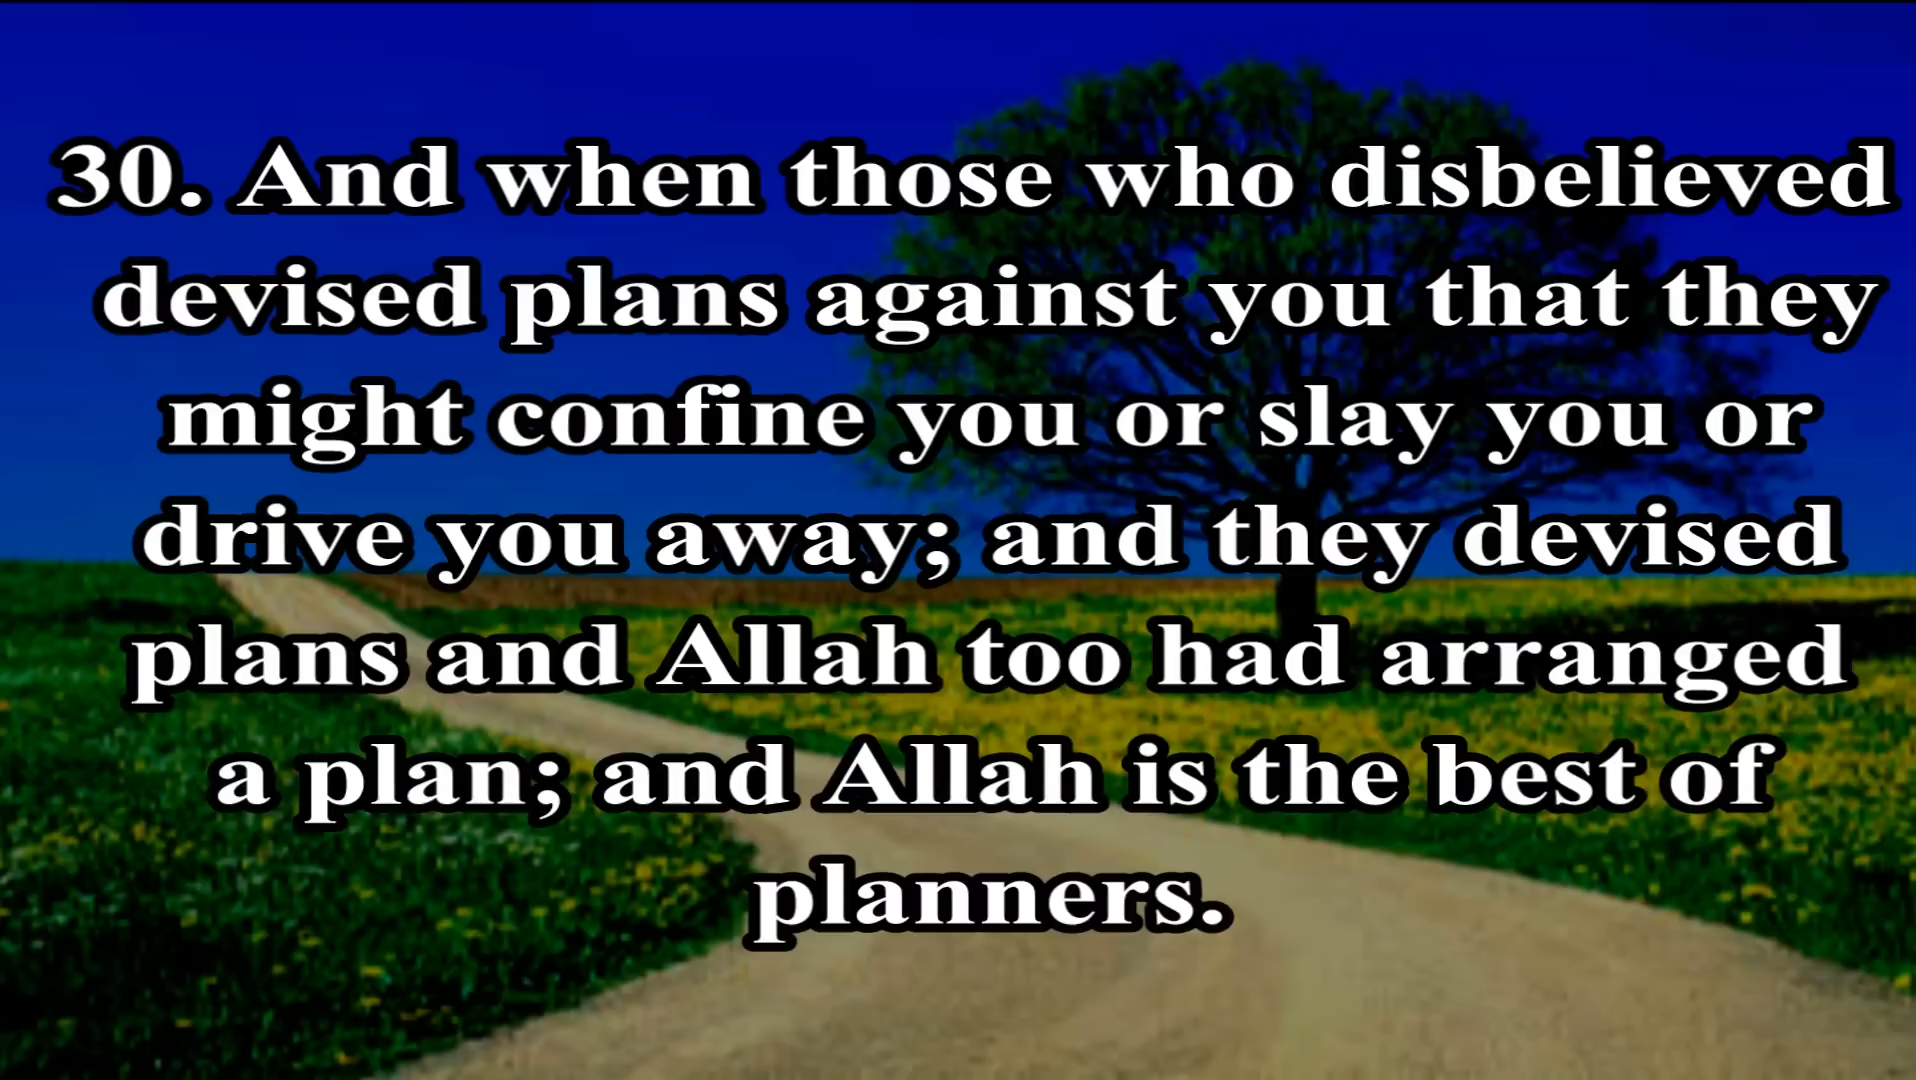 30. And when those who disbelieved
devised plans against you that they
might confine you or slay you or
drive you away; and they devised
plans and Allah too had arranged
a plan; and Allah is the best of
planners.